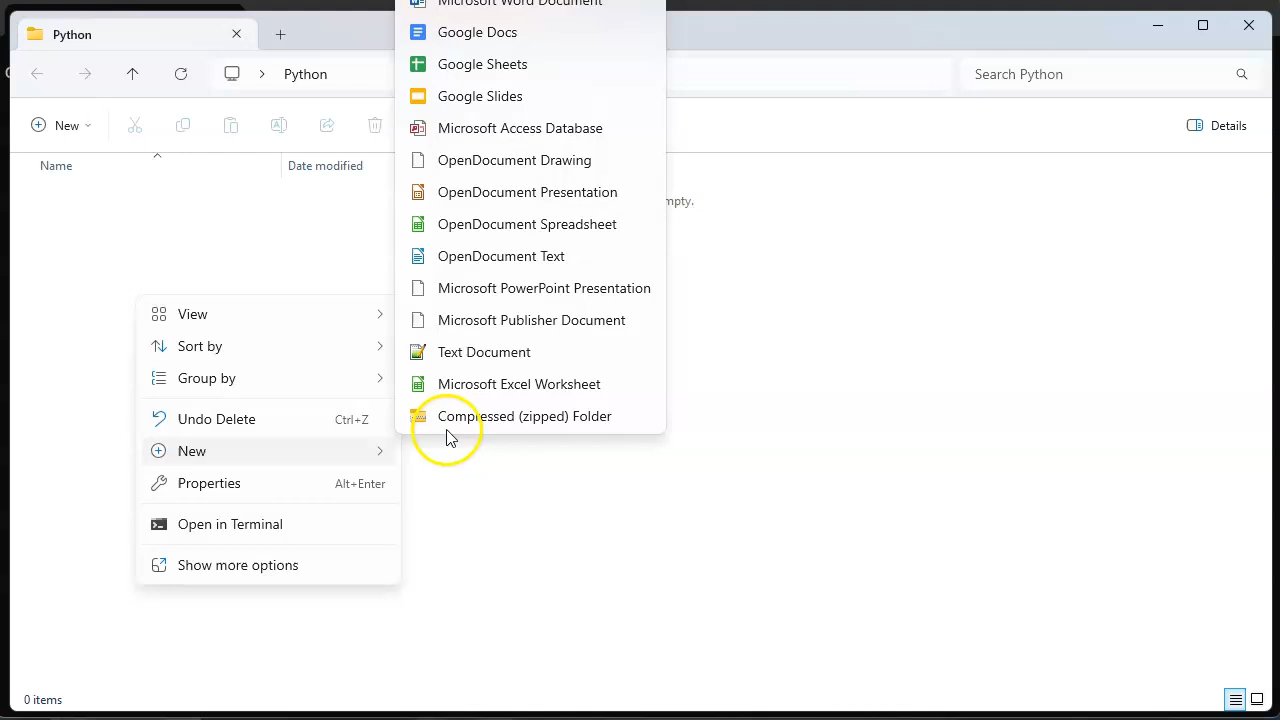 Microsoft Word Document
Python
Google Docs
Google Sheets
Python
Search Python
Google Slides
New
Microsoft Access Database
Details
Name
Date modified
OpenDocument Drawing
OpenDocument Presentation
mpty.
OpenDocument Spreadsheet
OpenDocument Text
Microsoft PowerPoint Presentation
View
Microsoft Publisher Document
Sort by
Text Document
Group by
Microsoft Excel Worksheet
Undo Delete Ctrl+Z
Compressed (zipped) Folder
New
Properties Alt+Enter
Open in Terminal
Show more options
0 items